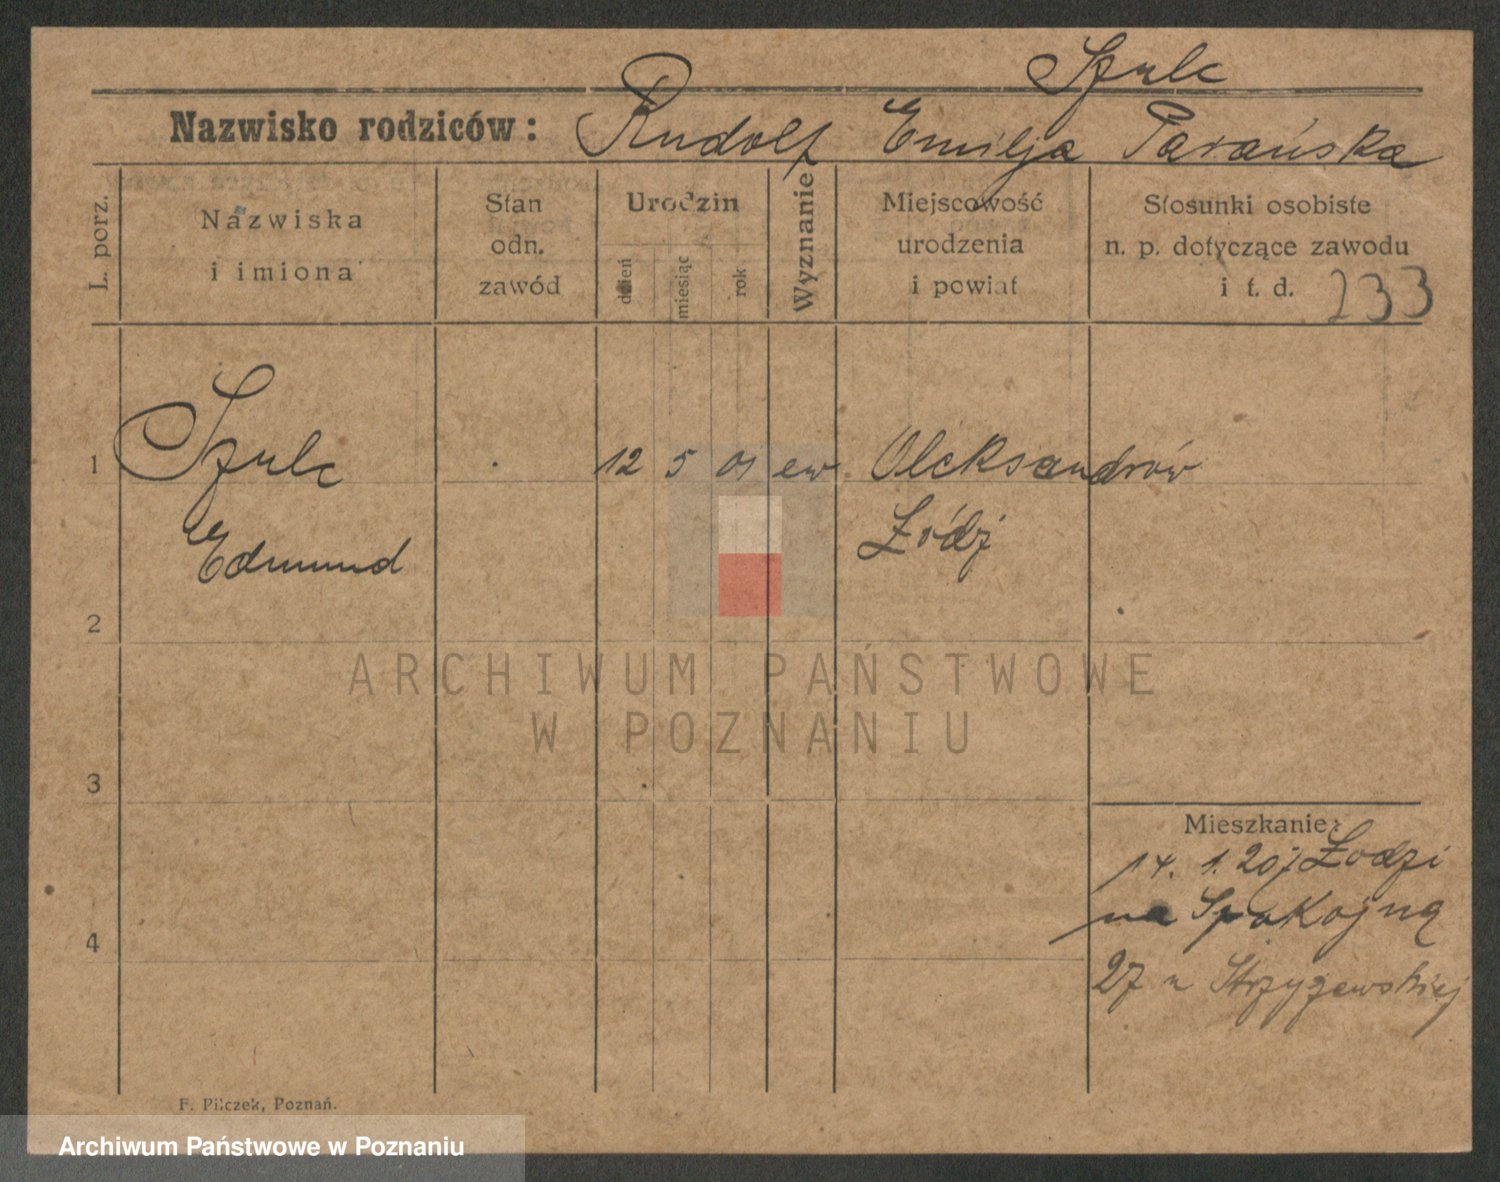 Szulc
Nazwisko rodziców: Rudolf Emilja Parańska
L. porz.
Nazwiska
i imiona
Stan
odn.
zawód
Urodzin
dzień
miesiąc
rok
Wyznanie
Miejscowość
urodzenia
i powiat
Stosunki osobiste
n. p. dotyczące zawodu
i t. d. 233
1 Szulc 12 5 01 ew Oleksandrów
Edmund Łódź
2
ARCHIWUM PAŃSTWOWE
W POZNANIU
3
Mieszkanie:
14. 1. 20 z Łodzi
na Spokojną
4
27 u Strzyżewskiej
F. Pilczek, Poznań.
Archiwum Państwowe w Poznaniu